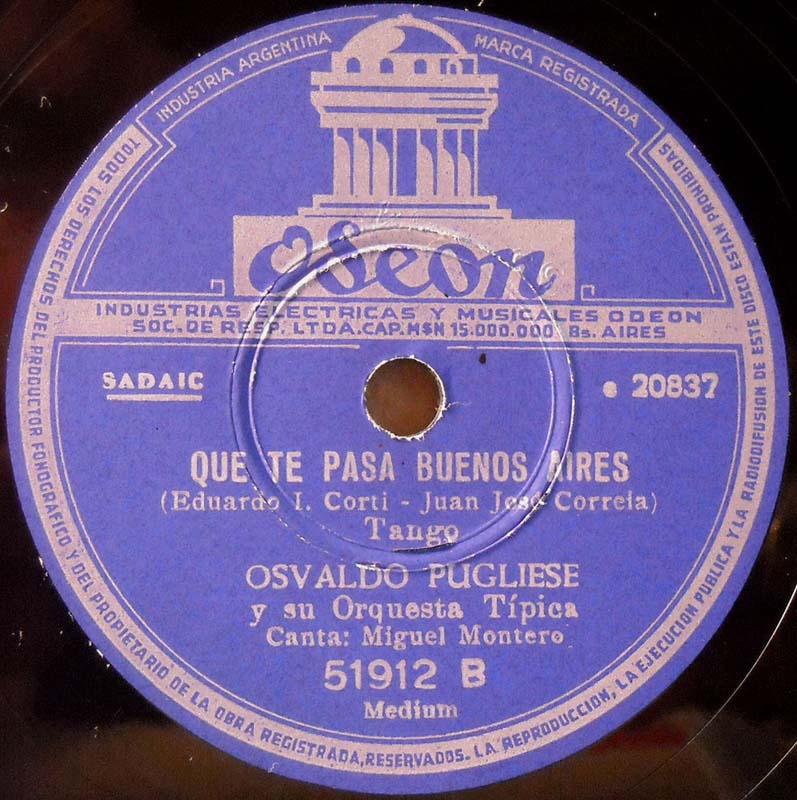 INDUSTRIA ARGENTINA
MARCA REGISTRADA
Odeon
INDUSTRIAS ELECTRICAS Y MUSICALES ODEON
SOC. DE RESP. LTDA. CAP. M$N 15.000.000 Bs. AIRES
SADAIC
e 20837
QUE TE PASA BUENOS AIRES
(Eduardo I. Corti - Juan José Correia)
Tango
OSVALDO PUGLIESE
y su Orquesta Típica
Canta: Miguel Montero
51912 B
Medium
TODOS LOS DERECHOS DEL PRODUCTOR FONOGRAFICO Y DEL PROPIETARIO DE LA OBRA REGISTRADA, RESERVADOS. LA REPRODUCCION, LA EJECUCION PUBLICA Y LA RADIODIFUSION DE ESTE DISCO ESTAN PROHIBIDAS